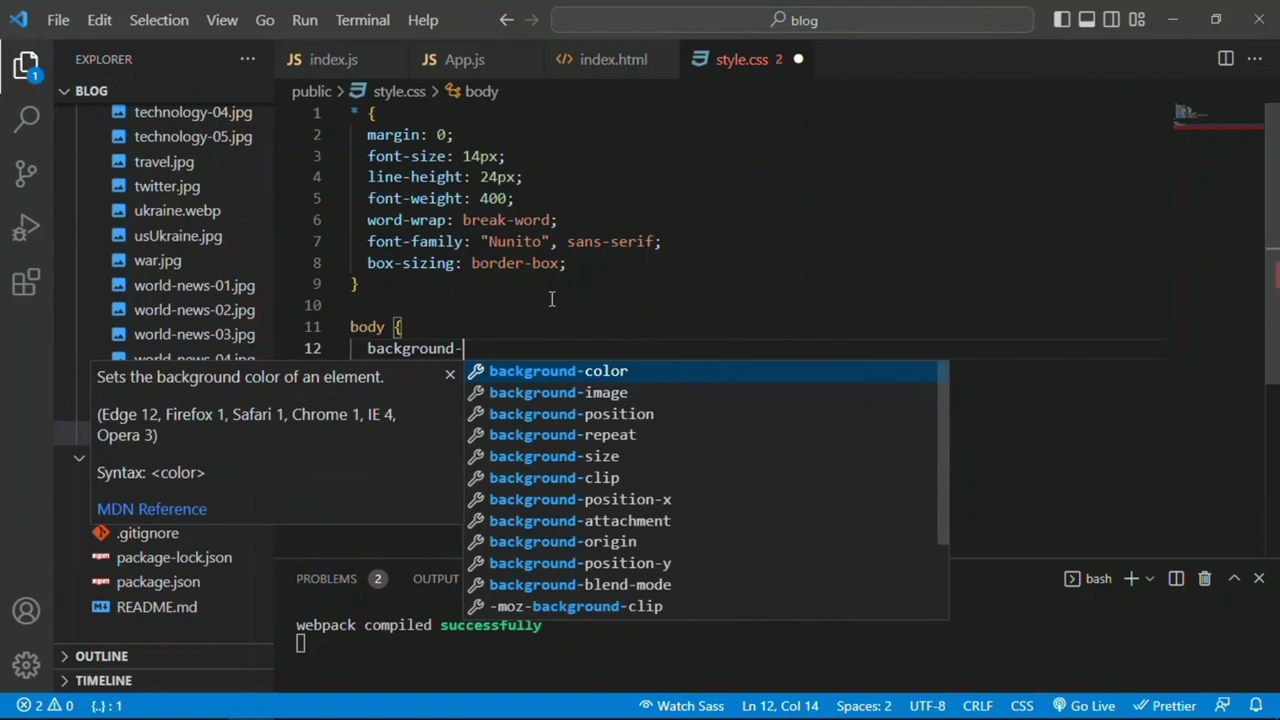 File Edit Selection View Go Run Terminal Help
blog
EXPLORER
JS index.js
JS App.js
</> index.html
style.css 2
BLOG
public > style.css > body
technology-04.jpg
technology-05.jpg
travel.jpg
twitter.jpg
ukraine.webp
usUkraine.jpg
war.jpg
world-news-01.jpg
world-news-02.jpg
world-news-03.jpg
world-news-04.jpg
1 * {
2 margin: 0;
3 font-size: 14px;
4 line-height: 24px;
5 font-weight: 400;
6 word-wrap: break-word;
7 font-family: "Nunito", sans-serif;
8 box-sizing: border-box;
9 }
10
11 body {
12 background-
Sets the background color of an element.
(Edge 12, Firefox 1, Safari 1, Chrome 1, IE 4,
Opera 3)
Syntax: <color>
MDN Reference
background-color
background-image
background-position
background-repeat
background-size
background-clip
background-position-x
background-attachment
background-origin
background-position-y
background-blend-mode
-moz-background-clip
.gitignore
package-lock.json
package.json
README.md
OUTLINE
TIMELINE
PROBLEMS 2 OUTPUT
bash
webpack compiled successfully
2 0 {..} : 1
Watch Sass Ln 12, Col 14 Spaces: 2 UTF-8 CRLF CSS Go Live Prettier